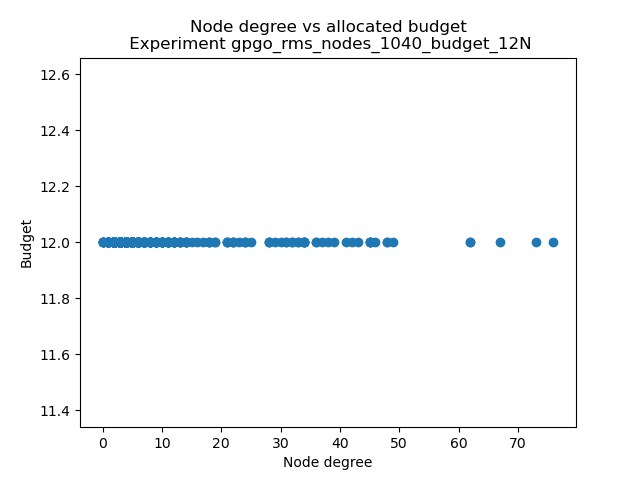 Node degree vs allocated budget
Experiment gpgo_rms_nodes_1040_budget_12N
12.6
12.4
12.2
12.0
11.8
11.6
11.4
Budget
0 10 20 30 40 50 60 70
Node degree